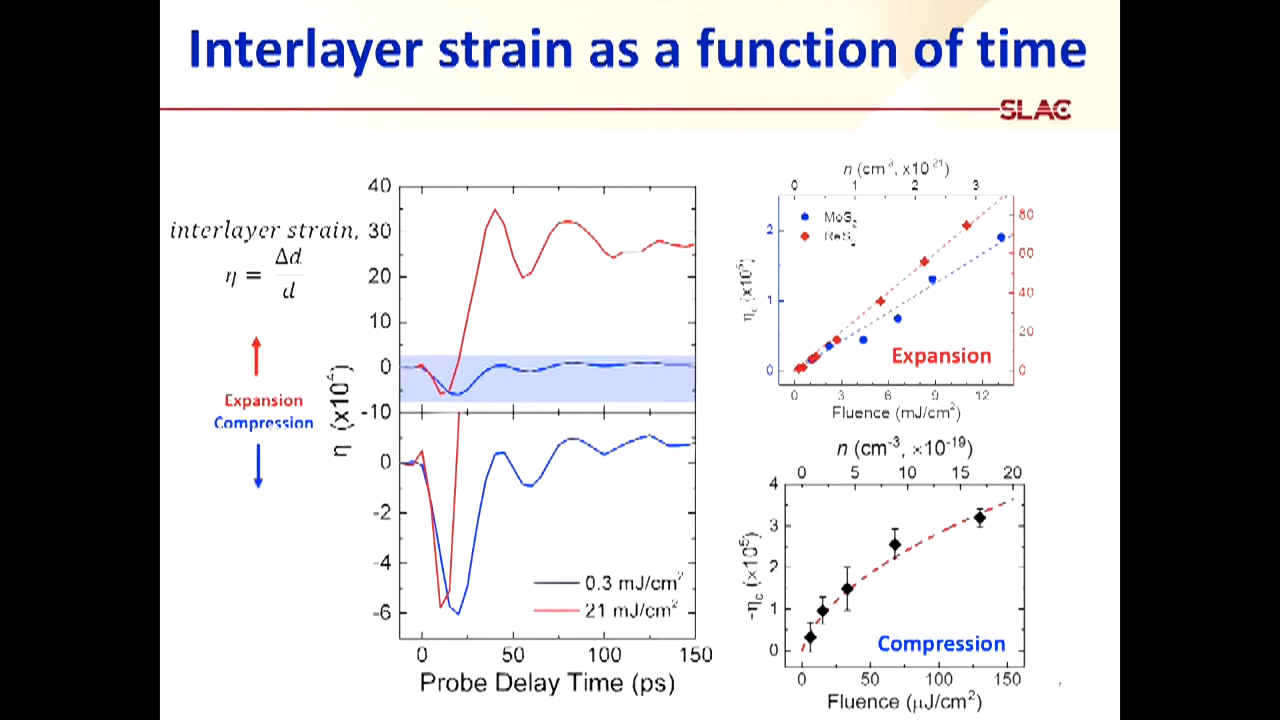 Interlayer strain as a function of time
SLAC
interlayer strain,
η = Δd
d
Expansion
Compression
η (x10⁴)
40
30
20
10
0
-10
0
-2
-4
-6
0.3 mJ/cm²
21 mJ/cm²
0 50 100 150
Probe Delay Time (ps)
n (cm⁻³, x10²¹)
0 1 2 3
MoS₂
ReS₂
2
1
0
80
60
40
20
0
Expansion
0 3 6 9 12
Fluence (mJ/cm²)
n (cm⁻³, ×10⁻¹⁹)
0 5 10 15 20
4
3
2
1
0
Compression
0 50 100 150
Fluence (μJ/cm²)